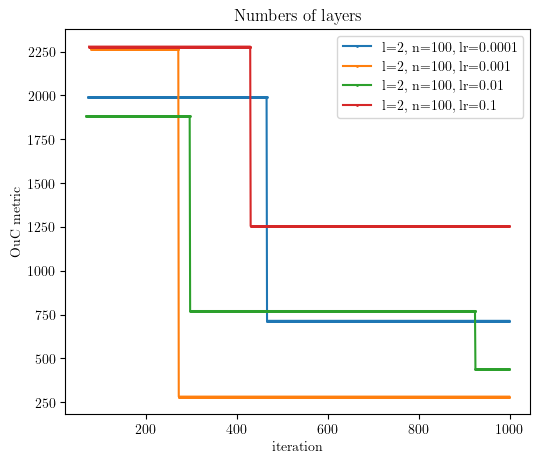 Numbers of layers
l=2, n=100, lr=0.0001
l=2, n=100, lr=0.001
l=2, n=100, lr=0.01
l=2, n=100, lr=0.1
OuC metric
2250
2000
1750
1500
1250
1000
750
500
250
200
400
600
800
1000
iteration